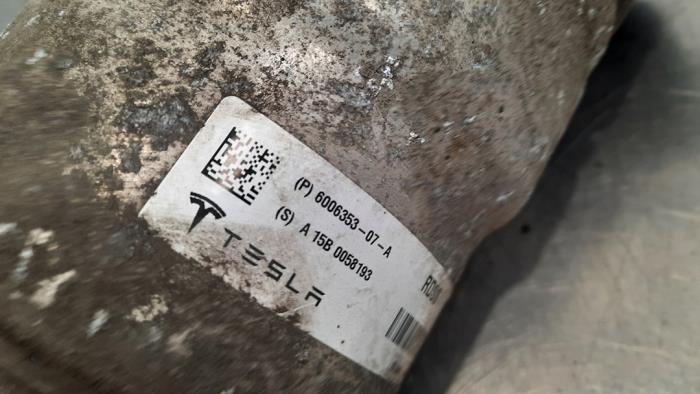 (P) 6006353-07-A
(S) A 15B 0058193
TESLA